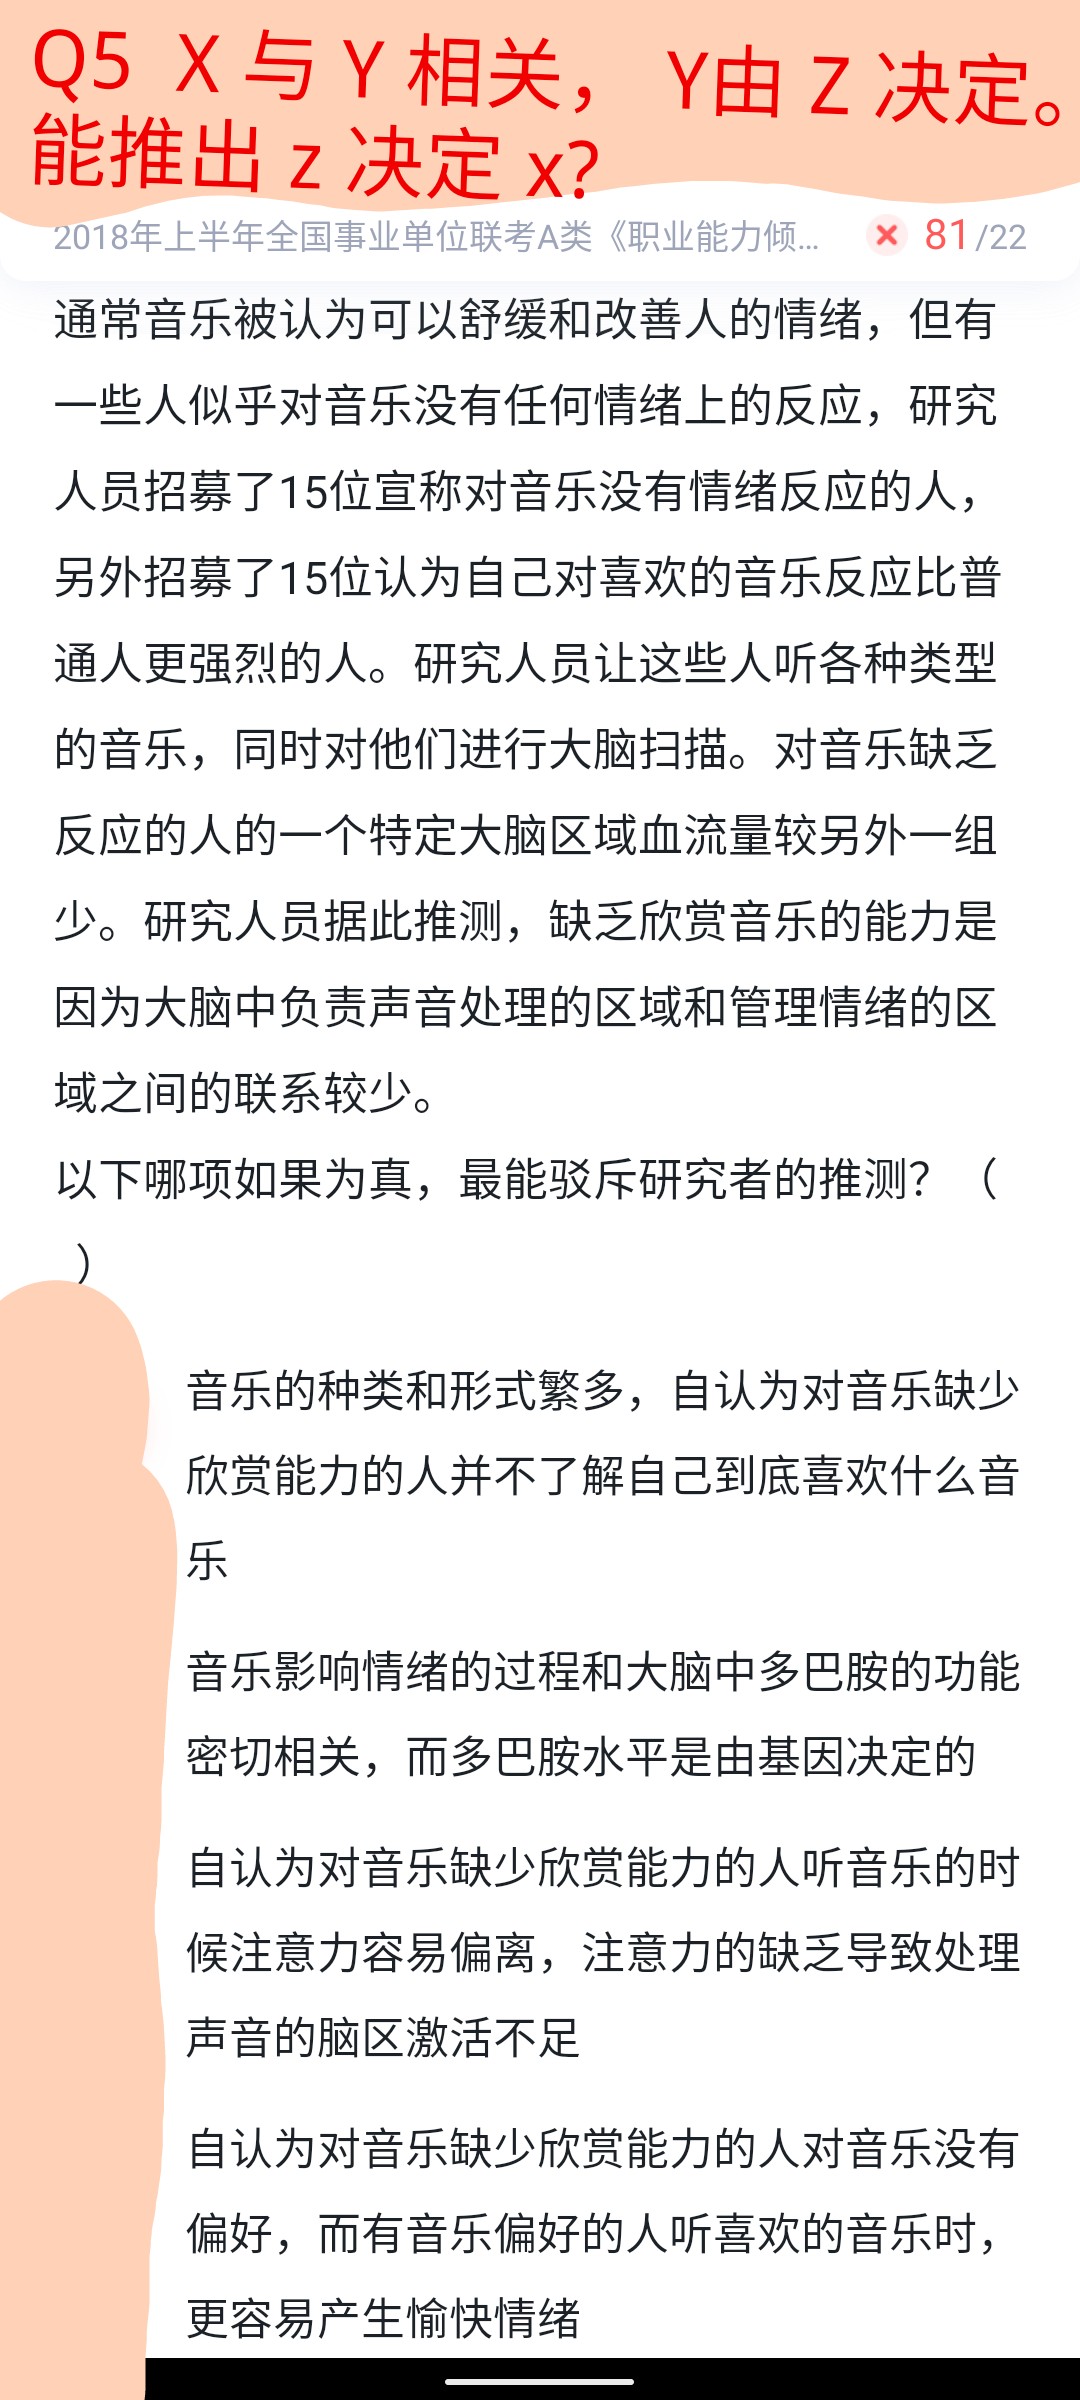 Q5 X 与 Y 相关， Y由 Z 决定。
能推出 z 决定 x?
2018年上半年全国事业单位联考A类《职业能力倾... 81/22
通常音乐被认为可以舒缓和改善人的情绪，但有
一些人似乎对音乐没有任何情绪上的反应，研究
人员招募了15位宣称对音乐没有情绪反应的人，
另外招募了15位认为自己对喜欢的音乐反应比普
通人更强烈的人。研究人员让这些人听各种类型
的音乐，同时对他们进行大脑扫描。对音乐缺乏
反应的人的一个特定大脑区域血流量较另外一组
少。研究人员据此推测，缺乏欣赏音乐的能力是
因为大脑中负责声音处理的区域和管理情绪的区
域之间的联系较少。
以下哪项如果为真，最能驳斥研究者的推测？（
）
音乐的种类和形式繁多，自认为对音乐缺少
欣赏能力的人并不了解自己到底喜欢什么音
乐
音乐影响情绪的过程和大脑中多巴胺的功能
密切相关，而多巴胺水平是由基因决定的
自认为对音乐缺少欣赏能力的人听音乐的时
候注意力容易偏离，注意力的缺乏导致处理
声音的脑区激活不足
自认为对音乐缺少欣赏能力的人对音乐没有
偏好，而有音乐偏好的人听喜欢的音乐时，
更容易产生愉快情绪